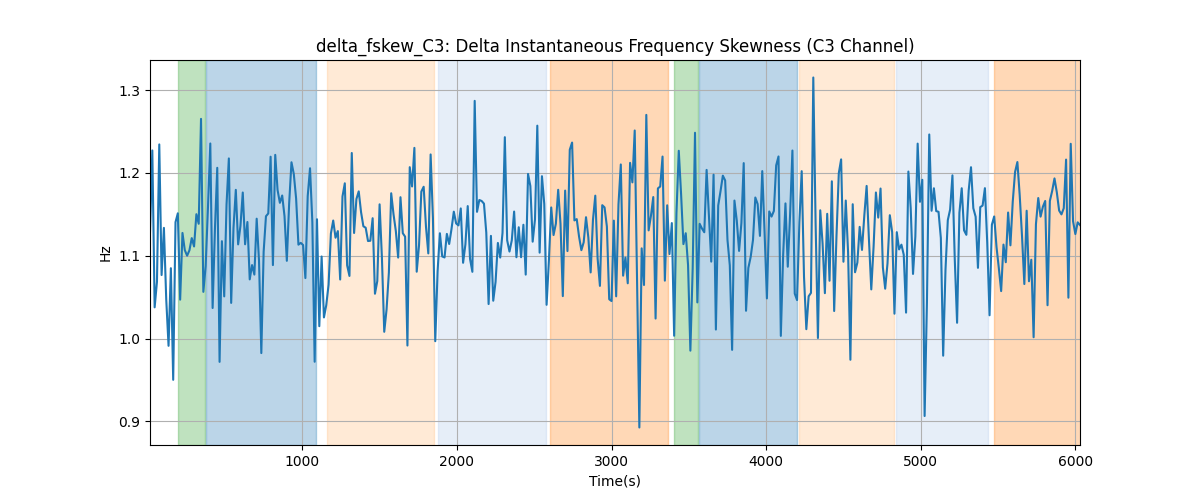 delta_fskew_C3: Delta Instantaneous Frequency Skewness (C3 Channel)
1.3
1.2
1.1
1.0
0.9
Hz
1000 2000 3000 4000 5000 6000
Time(s)